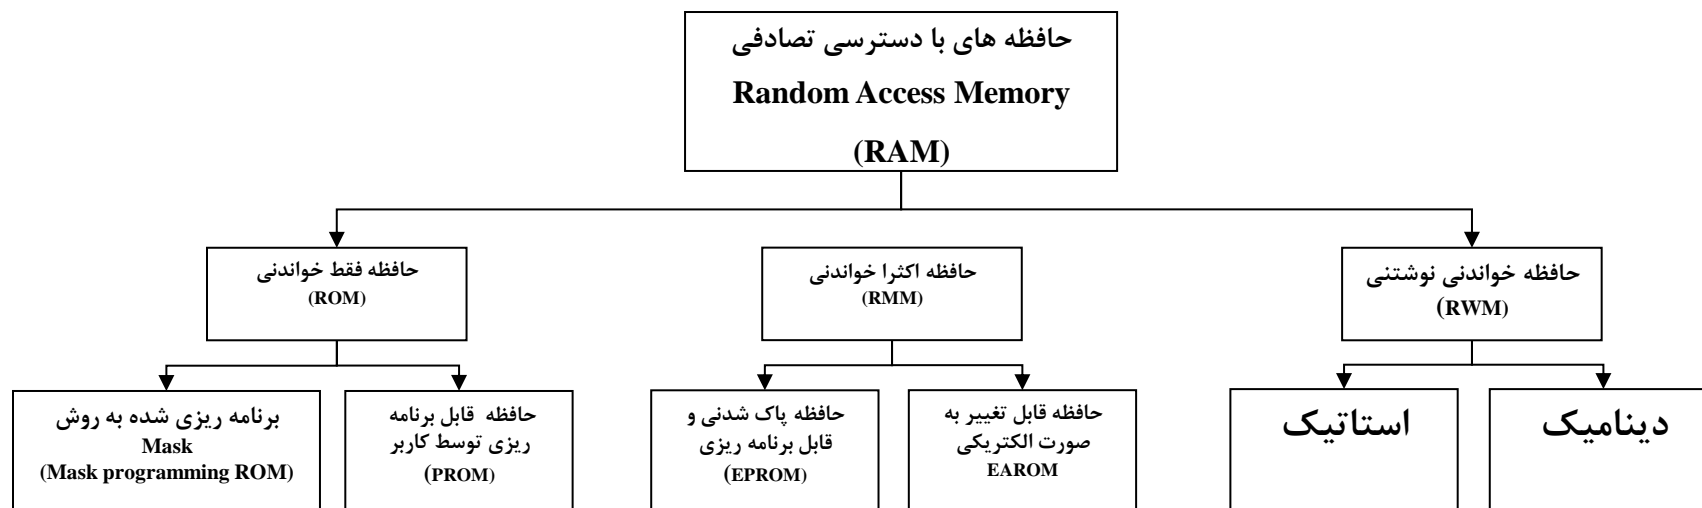 حافظه های با دسترسی تصادفی
Random Access Memory
(RAM)
حافظه خواندنی نوشتنی
(RWM)
حافظه اکثرا خواندنی
(RMM)
حافظه فقط خواندنی
(ROM)
دینامیک
استاتیک
حافظه قابل تغییر به
صورت الکتریکی
EAROM
حافظه پاک شدنی و
قابل برنامه ریزی
(EPROM)
حافظه قابل برنامه
ریزی توسط کاربر
(PROM)
برنامه ریزی شده به روش
Mask
(Mask programming ROM)